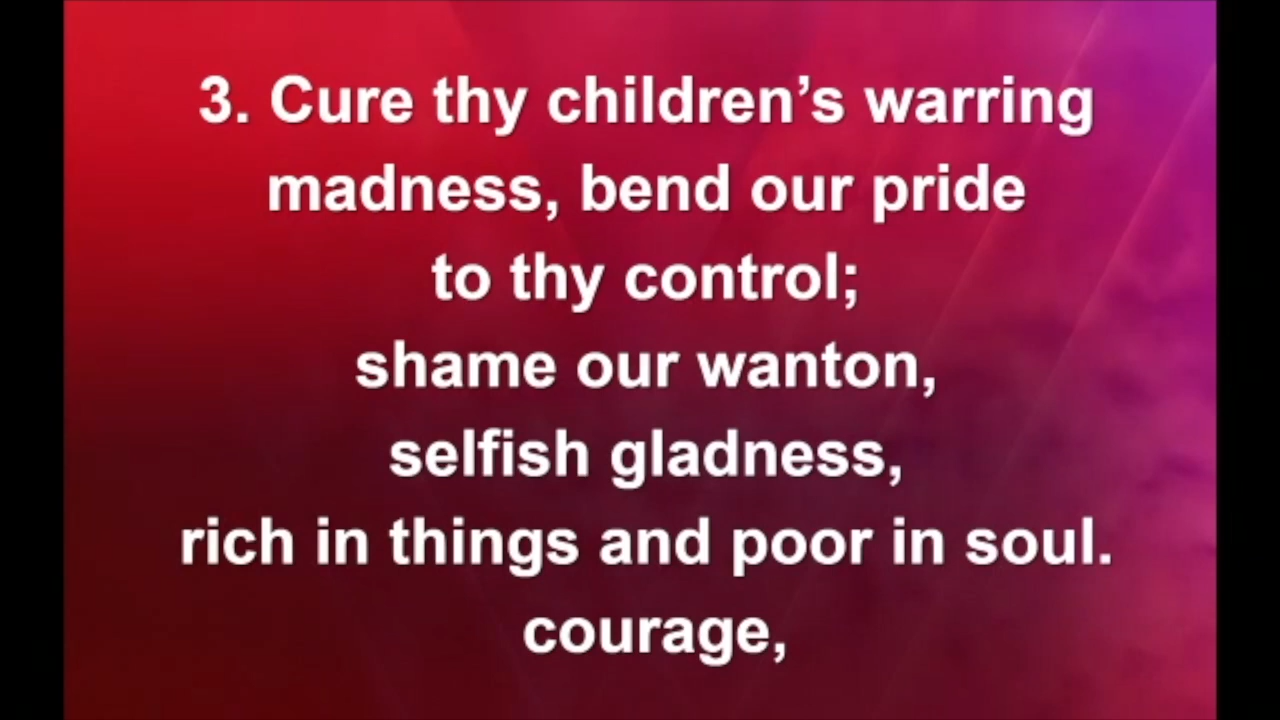 3. Cure thy children’s warring
madness, bend our pride
to thy control;
shame our wanton,
selfish gladness,
rich in things and poor in soul.
courage,